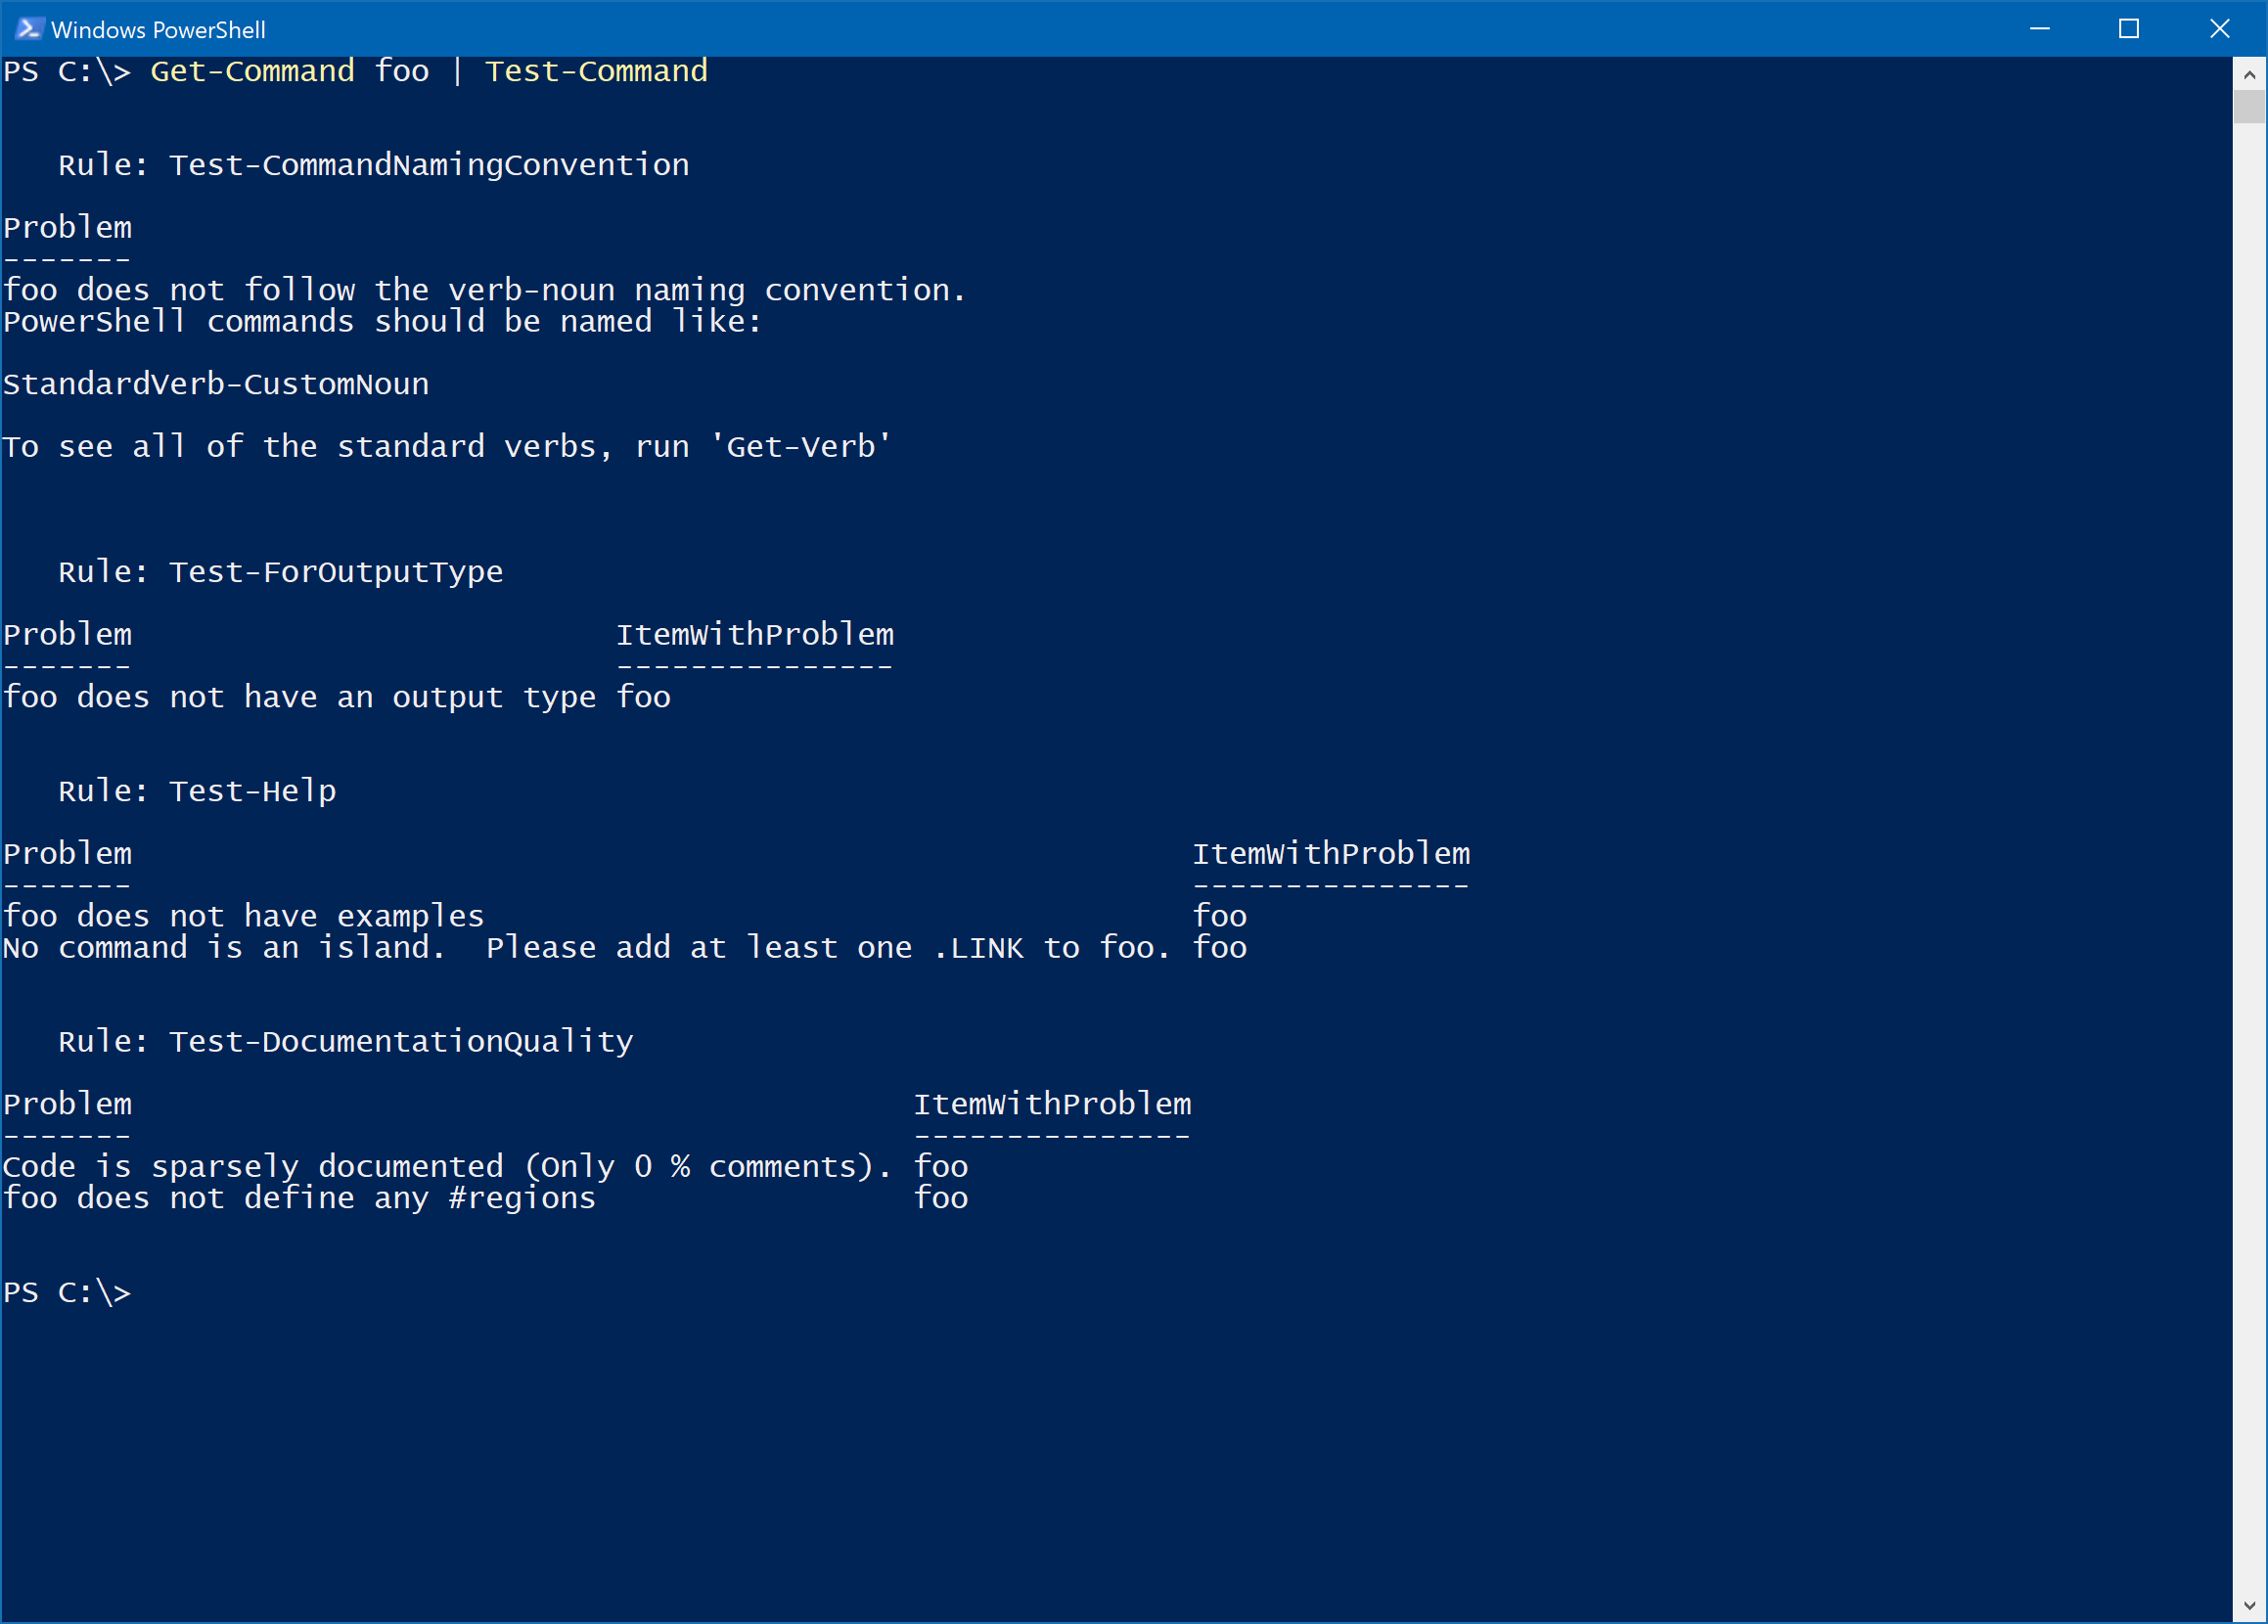 Windows PowerShell
PS C:\> Get-Command foo | Test-Command
Rule: Test-CommandNamingConvention
Problem
-------
foo does not follow the verb-noun naming convention.
PowerShell commands should be named like:
StandardVerb-CustomNoun
To see all of the standard verbs, run 'Get-Verb'
Rule: Test-ForOutputType
Problem                          ItemWithProblem
-------                          ---------------
foo does not have an output type foo
Rule: Test-Help
Problem                                                         ItemWithProblem
-------                                                         ---------------
foo does not have examples                                      foo
No command is an island.  Please add at least one .LINK to foo. foo
Rule: Test-DocumentationQuality
Problem                                          ItemWithProblem
-------                                          ---------------
Code is sparsely documented (Only 0 % comments). foo
foo does not define any #regions                 foo
PS C:\>